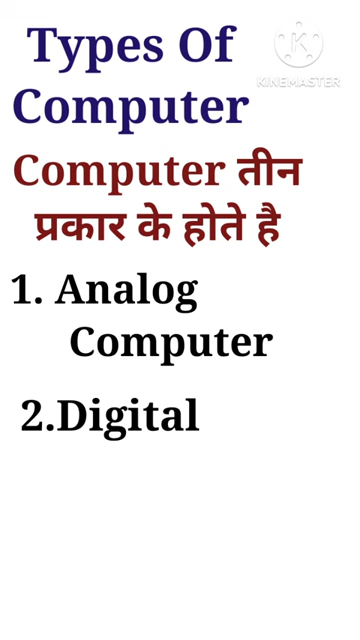 Types Of
KINEMASTER
Computer
Computer तीन
प्रकार के होते है
1. Analog
Computer
2.Digital